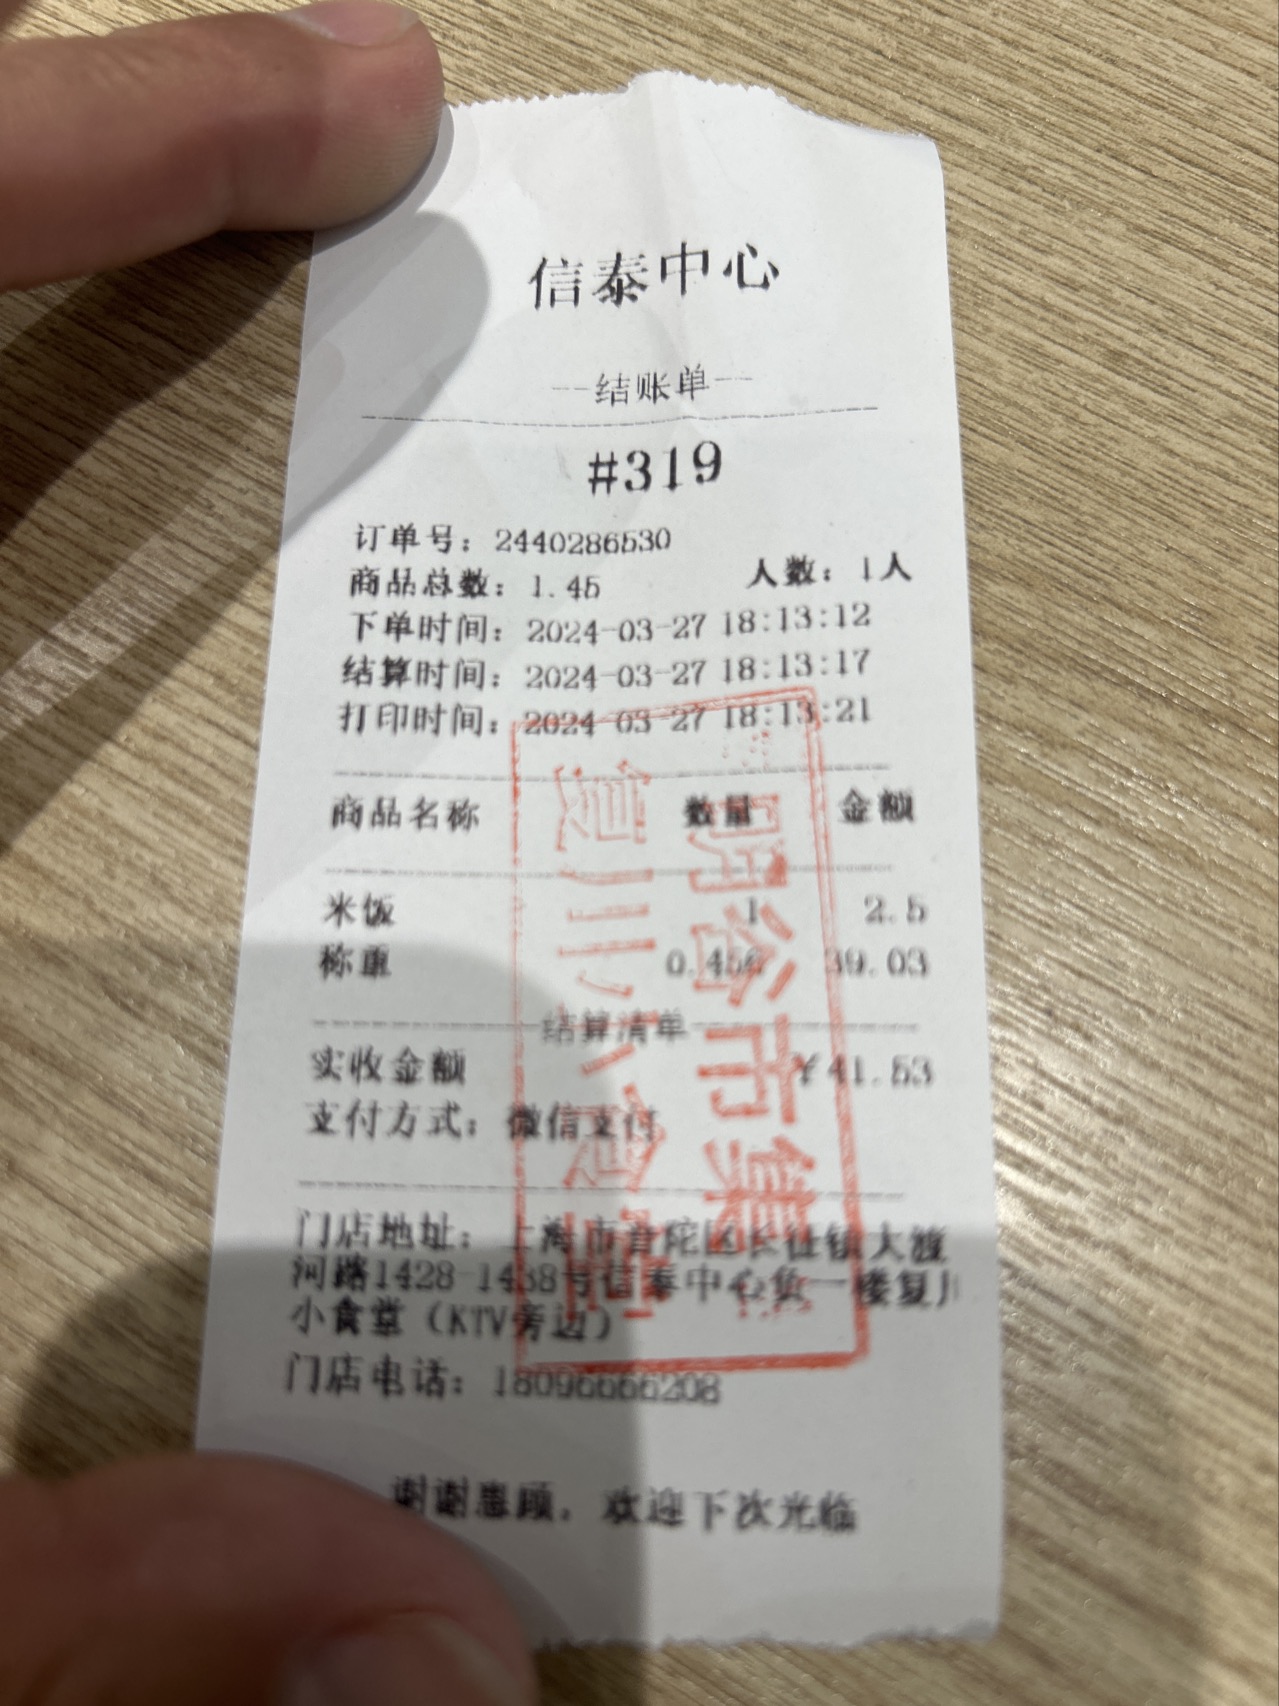 信泰中心
---结账单---
#319
订单号：2440286530
商品总数：1.45 人数：1人
下单时间：2024-03-27 18:13:12
结算时间：2024-03-27 18:13:17
打印时间：2024-03-27 18:13:21
商品名称 数量 金额
米饭 1 2.5
称重 39.03
结算清单
实收金额 ￥41.53
支付方式：微信支付
门店地址：上海市普陀区长征镇大渡
河路1428-1438号信泰中心负一楼复川
小食堂（KTV旁边）
门店电话：
谢谢惠顾，欢迎下次光临
市集